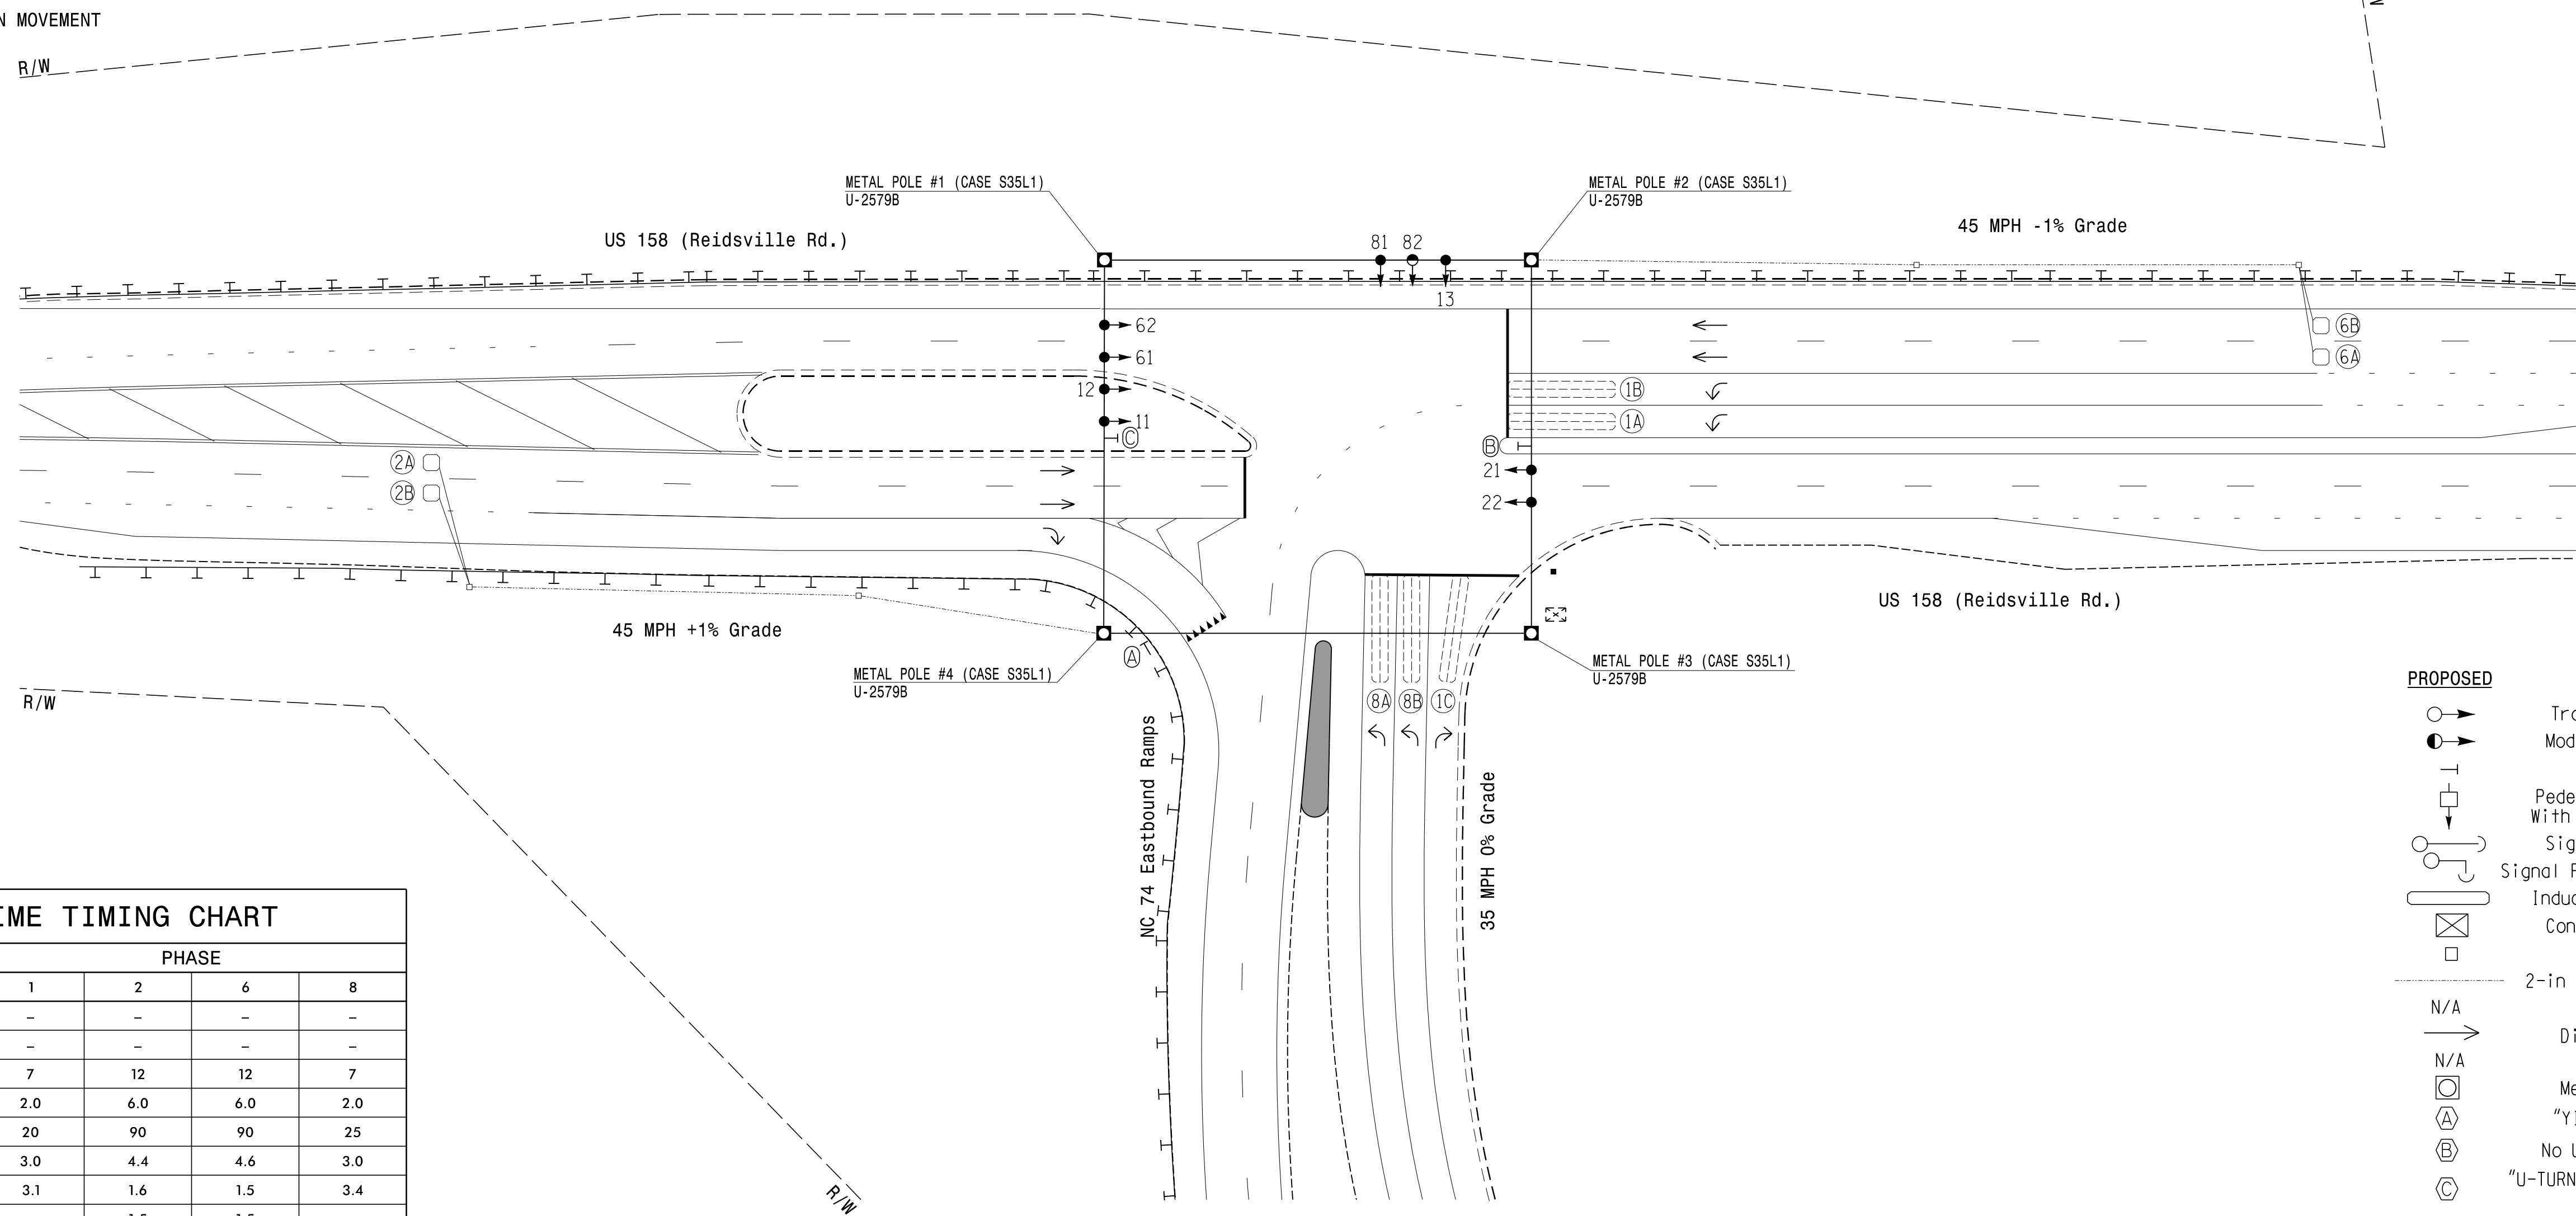 N MOVEMENT
R/W
METAL POLE #1 (CASE S35L1)
U-2579B
METAL POLE #2 (CASE S35L1)
U-2579B
US 158 (Reidsville Rd.)
45 MPH -1% Grade
81 82
13
62
61
12
11
C
6B
6A
1B
1A
B
21
22
2A
2B
45 MPH +1% Grade
US 158 (Reidsville Rd.)
A
METAL POLE #4 (CASE S35L1)
U-2579B
METAL POLE #3 (CASE S35L1)
U-2579B
R/W
8A 8B 1C
NC 74 Eastbound Ramps
35 MPH 0% Grade
R/W
IME TIMING CHART
PHASE
1 2 6 8
– – – –
– – – –
7 12 12 7
2.0 6.0 6.0 2.0
20 90 90 25
3.0 4.4 4.6 3.0
3.1 1.6 1.5 3.4
PROPOSED
Tra
Mod
Pede
With
Sig
Signal P
Induc
Con
2-in
N/A
Di
N/A
Me
A "YI
B No U
C "U-TURN